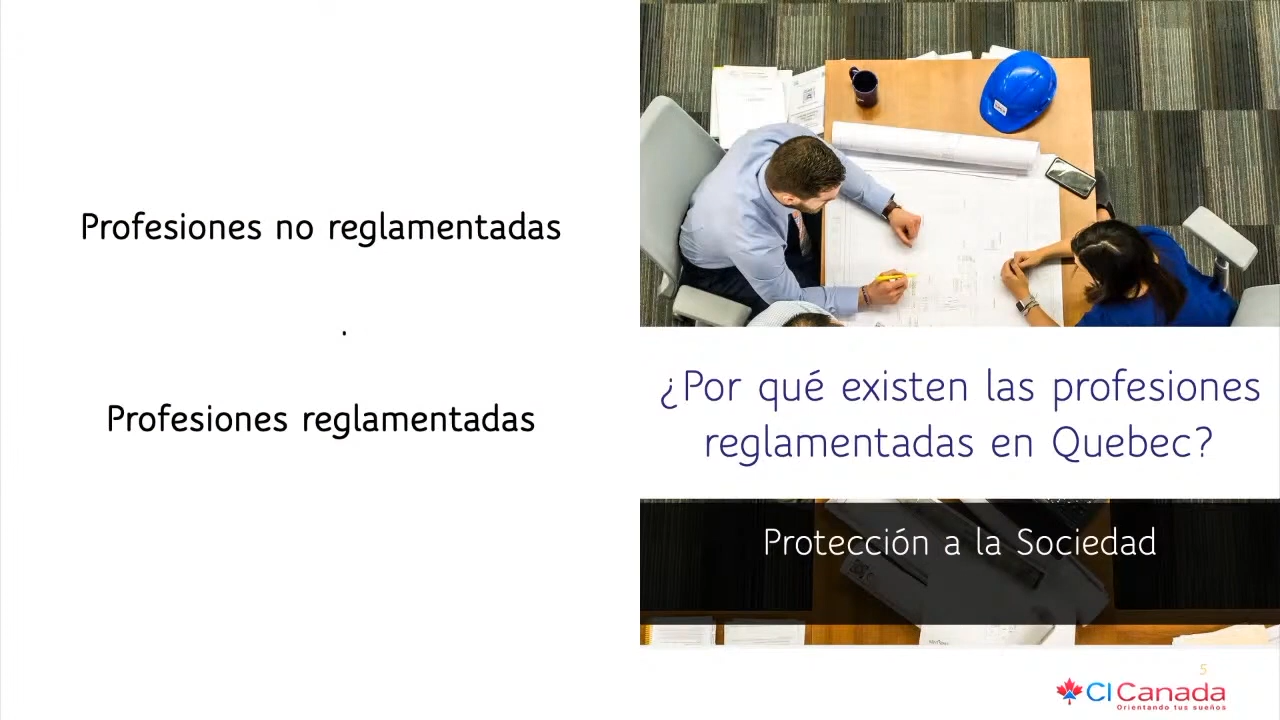 Profesiones no reglamentadas
.
Profesiones reglamentadas
¿Por qué existen las profesiones
reglamentadas en Quebec?
Protección a la Sociedad
5
CI Canada
Orientando tus sueños